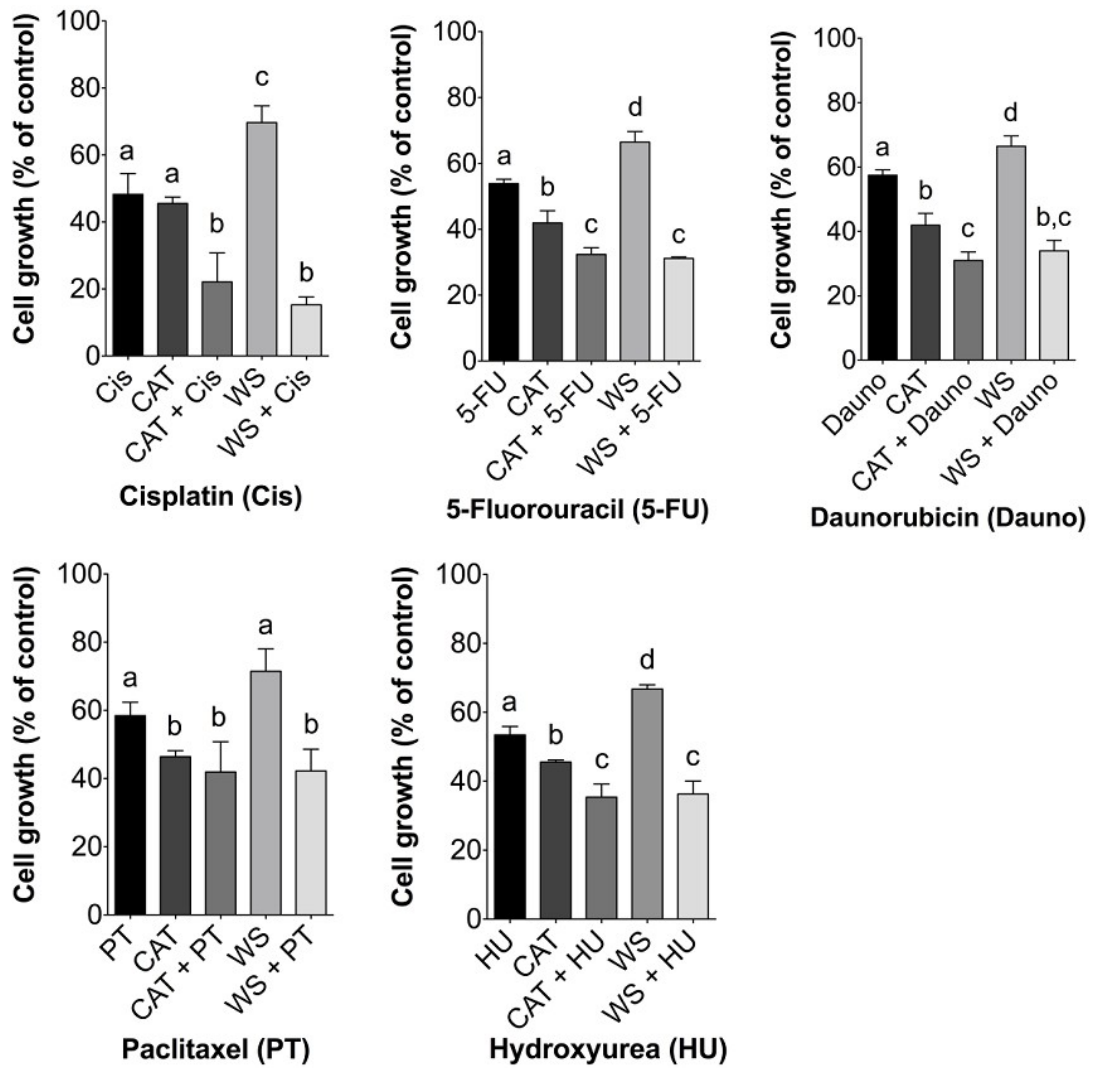 Cell growth (% of control)
100
80
60
40
20
0
a
a
b
c
b
Cis
CAT
CAT + Cis
WS
WS + Cis
Cisplatin (Cis)
Cell growth (% of control)
100
80
60
40
20
0
a
b
c
d
c
5-FU
CAT
CAT + 5-FU
WS
WS + 5-FU
5-Fluorouracil (5-FU)
Cell growth (% of control)
100
80
60
40
20
0
a
b
c
d
b,c
Dauno
CAT
CAT + Dauno
WS
WS + Dauno
Daunorubicin (Dauno)
Cell growth (% of control)
100
80
60
40
20
0
a
b
b
a
b
PT
CAT
CAT + PT
WS
WS + PT
Paclitaxel (PT)
Cell growth (% of control)
100
80
60
40
20
0
a
b
c
d
c
HU
CAT
CAT + HU
WS
WS + HU
Hydroxyurea (HU)